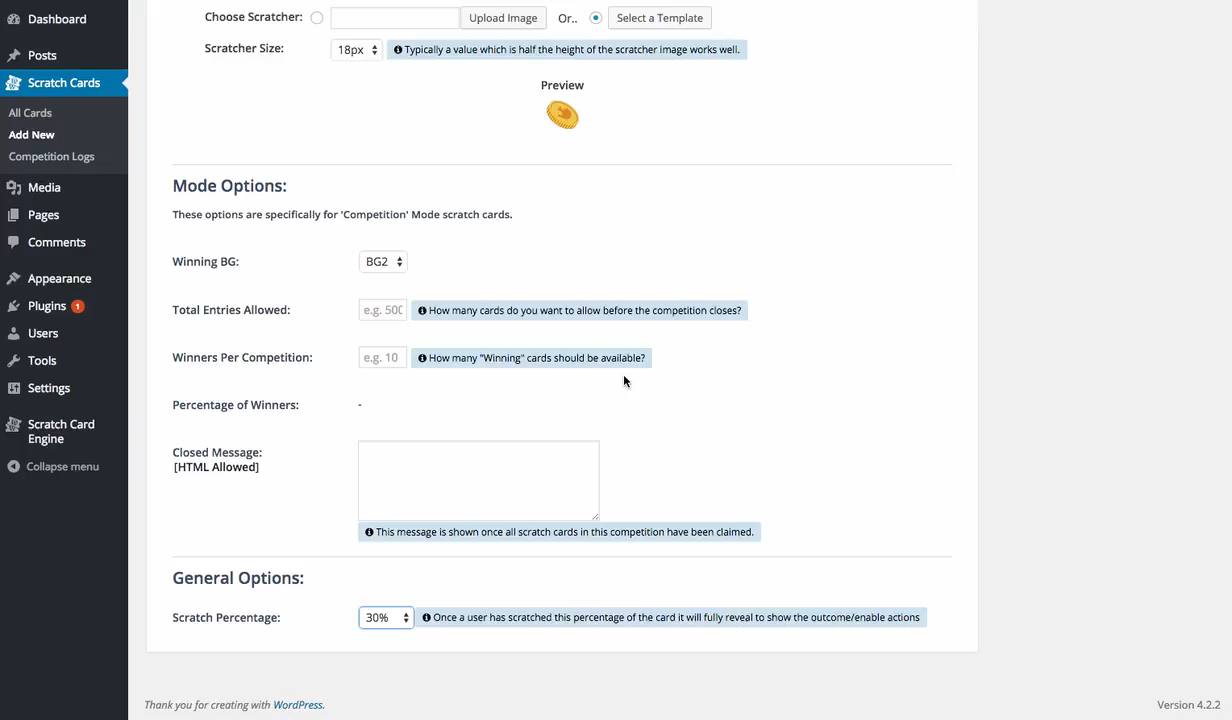 Dashboard
Posts
Scratch Cards
All Cards
Add New
Competition Logs
Media
Pages
Comments
Appearance
Plugins 1
Users
Tools
Settings
Scratch Card
Engine
Collapse menu
Choose Scratcher: Upload Image Or.. Select a Template
Scratcher Size: 18px Typically a value which is half the height of the scratcher image works well.
Preview
Mode Options:
These options are specifically for 'Competition' Mode scratch cards.
Winning BG: BG2
Total Entries Allowed: e.g. 500 How many cards do you want to allow before the competition closes?
Winners Per Competition: e.g. 10 How many "Winning" cards should be available?
Percentage of Winners: -
Closed Message:
[HTML Allowed]
This message is shown once all scratch cards in this competition have been claimed.
General Options:
Scratch Percentage: 30% Once a user has scratched this percentage of the card it will fully reveal to show the outcome/enable actions
Thank you for creating with WordPress. Version 4.2.2